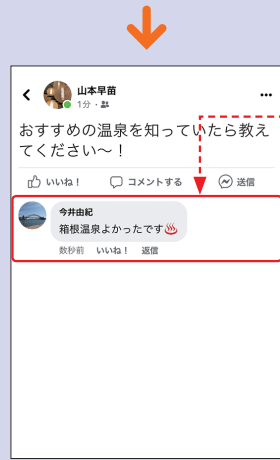 山本早苗
1分・
おすすめの温泉を知っていたら教え
てください〜！
いいね！ コメントする 送信
今井由紀
箱根温泉よかったです♨
数秒前 いいね！ 返信